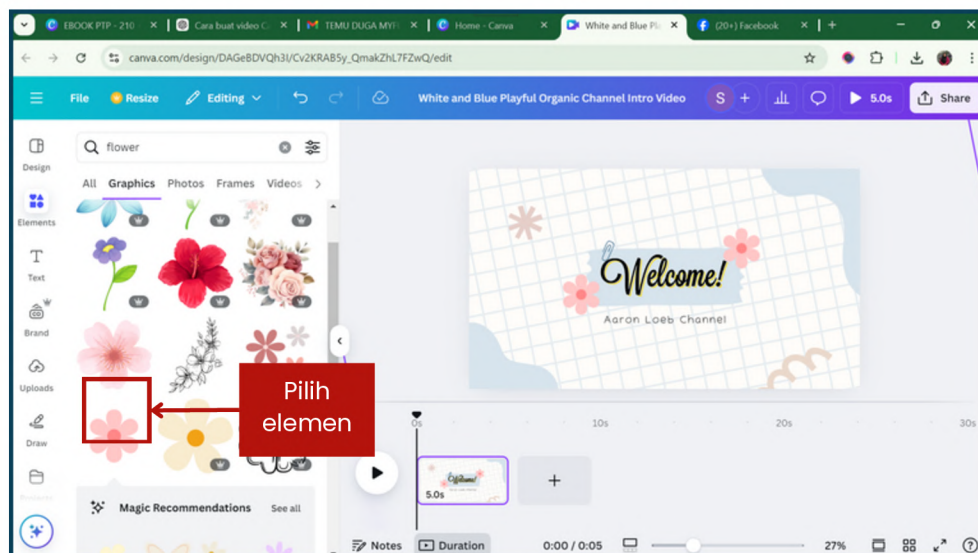 EBOOK PTP - 210
Cara buat video C
TEMU DUGA MYF
Home - Canva
White and Blue Pl
(20+) Facebook
canva.com/design/DAGeBDVQh3I/Cv2KRAB5y_QmakZhL7FZwQ/edit
File
Resize
Editing
White and Blue Playful Organic Channel Intro Video
S
5.0s
Share
Design
Elements
Text
Brand
Uploads
Draw
flower
All Graphics Photos Frames Videos
Pilih
elemen
Magic Recommendations See all
Welcome!
Aaron Loeb Channel
0s 10s 20s 30s
Welcome!
5.0s
Notes Duration 0:00 / 0:05 27%